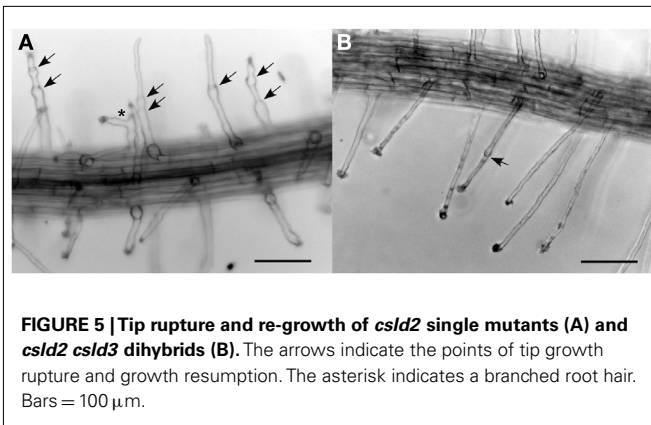 A
B
*
FIGURE 5 | Tip rupture and re-growth of csld2 single mutants (A) and
csld2 csld3 dihybrids (B). The arrows indicate the points of tip growth
rupture and growth resumption. The asterisk indicates a branched root hair.
Bars = 100 μm.